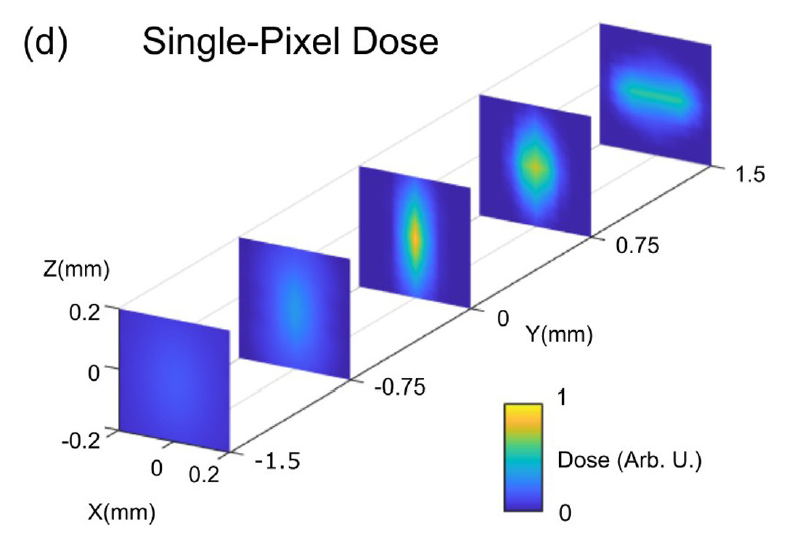 (d) Single-Pixel Dose
1.5
0.75
Z(mm)
0.2
0
Y(mm)
0
-0.75
1
-0.2
Dose (Arb. U.)
0 0.2 -1.5
X(mm)
0